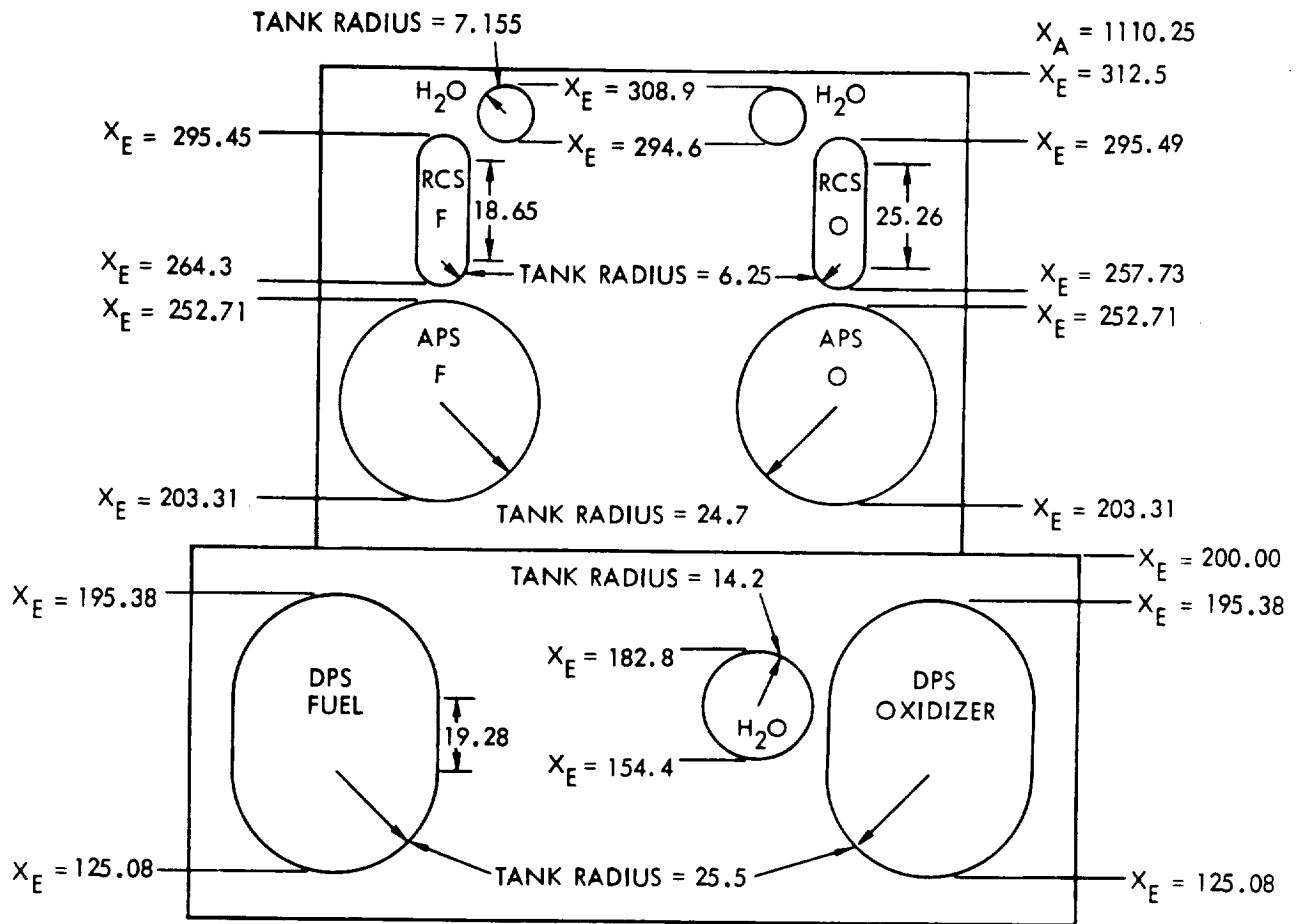 TANK RADIUS = 7.155
X_A = 1110.25
X_E = 312.5
H₂O
X_E = 308.9
H₂O
X_E = 295.45
X_E = 294.6
X_E = 295.49
RCS
F
18.65
RCS
O
25.26
X_E = 264.3
TANK RADIUS = 6.25
X_E = 257.73
X_E = 252.71
X_E = 252.71
APS
F
APS
O
X_E = 203.31
TANK RADIUS = 24.7
X_E = 203.31
X_E = 200.00
TANK RADIUS = 14.2
X_E = 195.38
X_E = 195.38
X_E = 182.8
DPS
FUEL
19.28
H₂O
DPS
OXIDIZER
X_E = 154.4
X_E = 125.08
TANK RADIUS = 25.5
X_E = 125.08